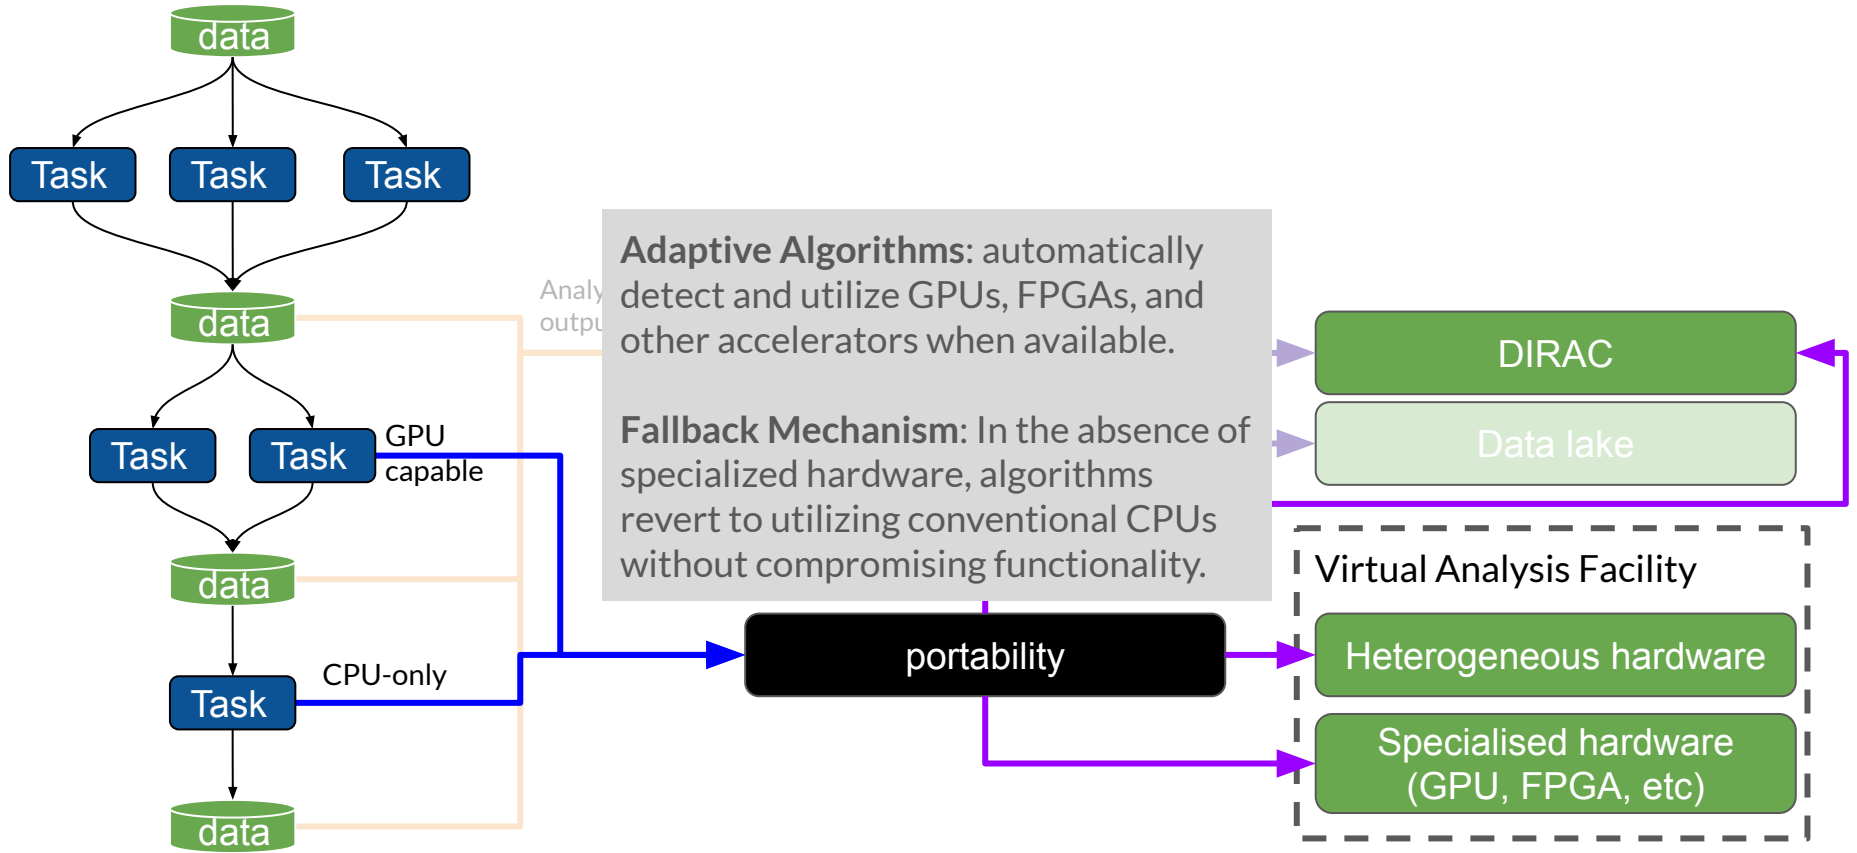 data
Task
Task
Task
data
Adaptive Algorithms: automatically
detect and utilize GPUs, FPGAs, and
other accelerators when available.
DIRAC
Fallback Mechanism: In the absence of
specialized hardware, algorithms
revert to utilizing conventional CPUs
without compromising functionality.
Data lake
Task
Task
GPU
capable
data
Virtual Analysis Facility
portability
Heterogeneous hardware
CPU-only
Task
Specialised hardware
(GPU, FPGA, etc)
data